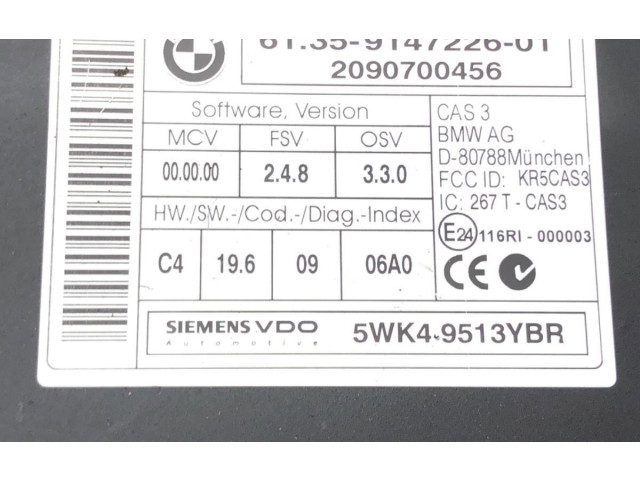 61.35-9147226-01
2090700456
Software, Version
MCV FSV OSV
00.00.00 2.4.8 3.3.0
HW./SW.-/Cod.-/Diag.-Index
C4 19.6 09 06A0
CAS 3
BMW AG
D-80788München
FCC ID: KR5CAS3
IC: 267 T - CAS3
E24 116RI - 000003
CE
SIEMENS VDO
Automotive
5WK4 9513YBR